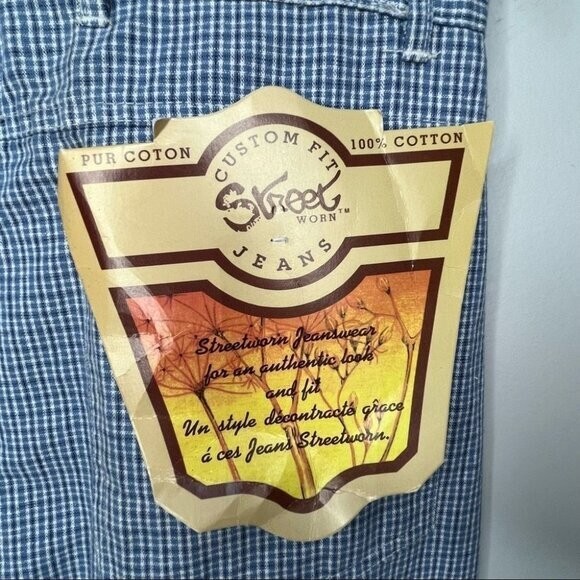 PUR COTON
CUSTOM FIT
100% COTTON
Street
WORN™
JEANS
Streetworn Jeanswear
for an authentic look
and fit
Un style décontracté grâce
á ces Jeans Streetworn.